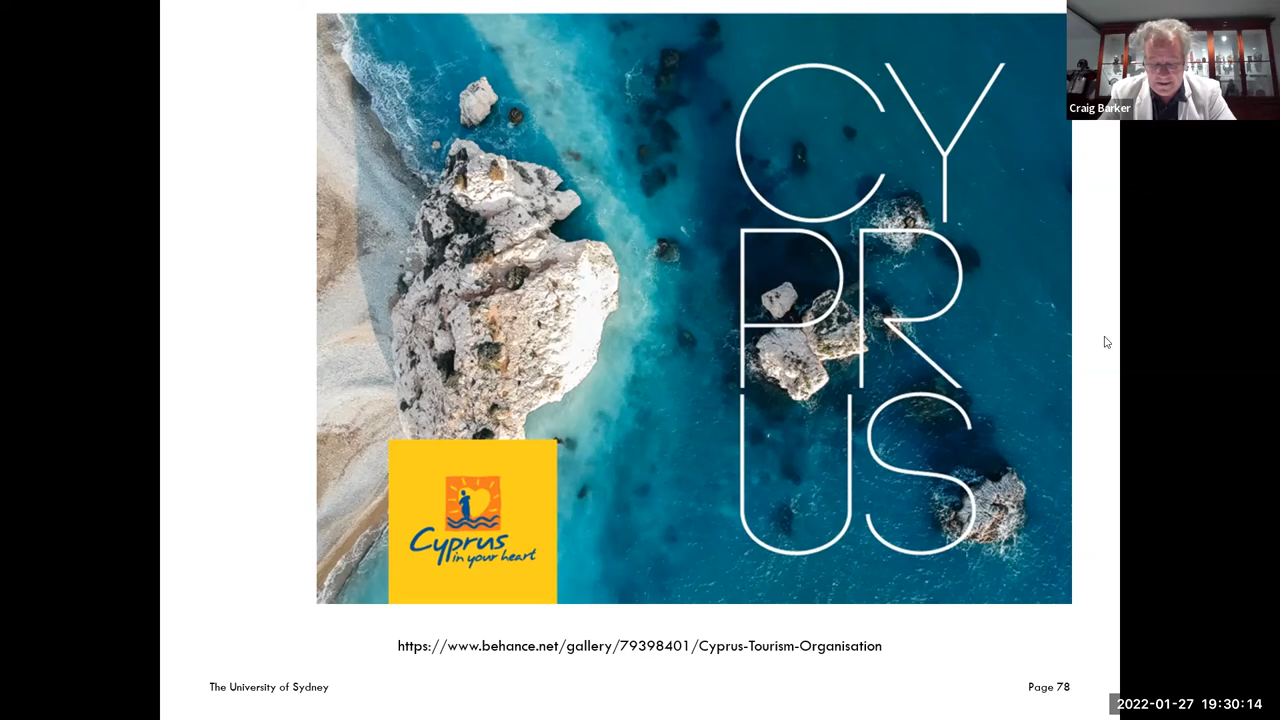 CY
PR
US
Craig Barker
Cyprus
in your heart
https://www.behance.net/gallery/79398401/Cyprus-Tourism-Organisation
The University of Sydney
Page 78
2022-01-27 19:30:14